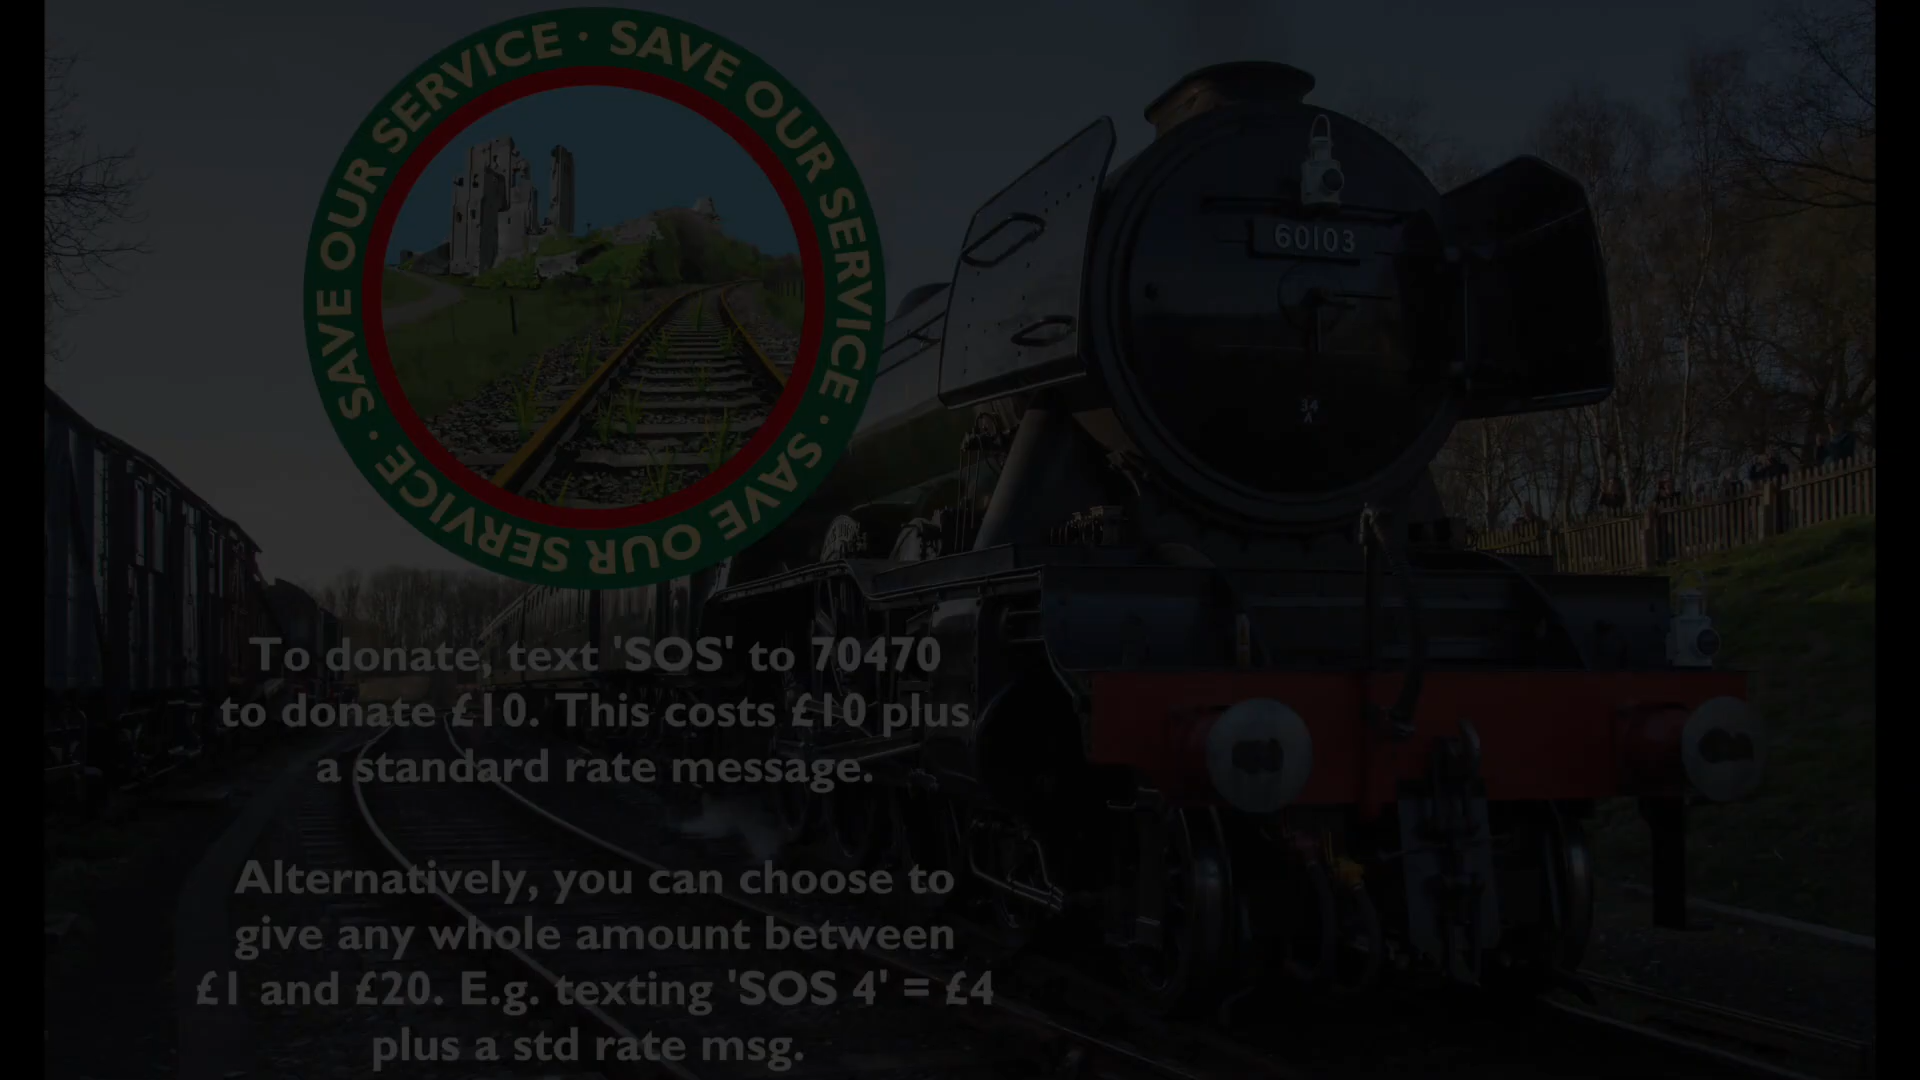 SAVE OUR SERVICE · SAVE OUR SERVICE · SAVE OUR SERVICE ·
60103
34
A
To donate, text 'SOS' to 70470
to donate £10. This costs £10 plus
a standard rate message.
Alternatively, you can choose to
give any whole amount between
£1 and £20. E.g. texting 'SOS 4' = £4
plus a std rate msg.